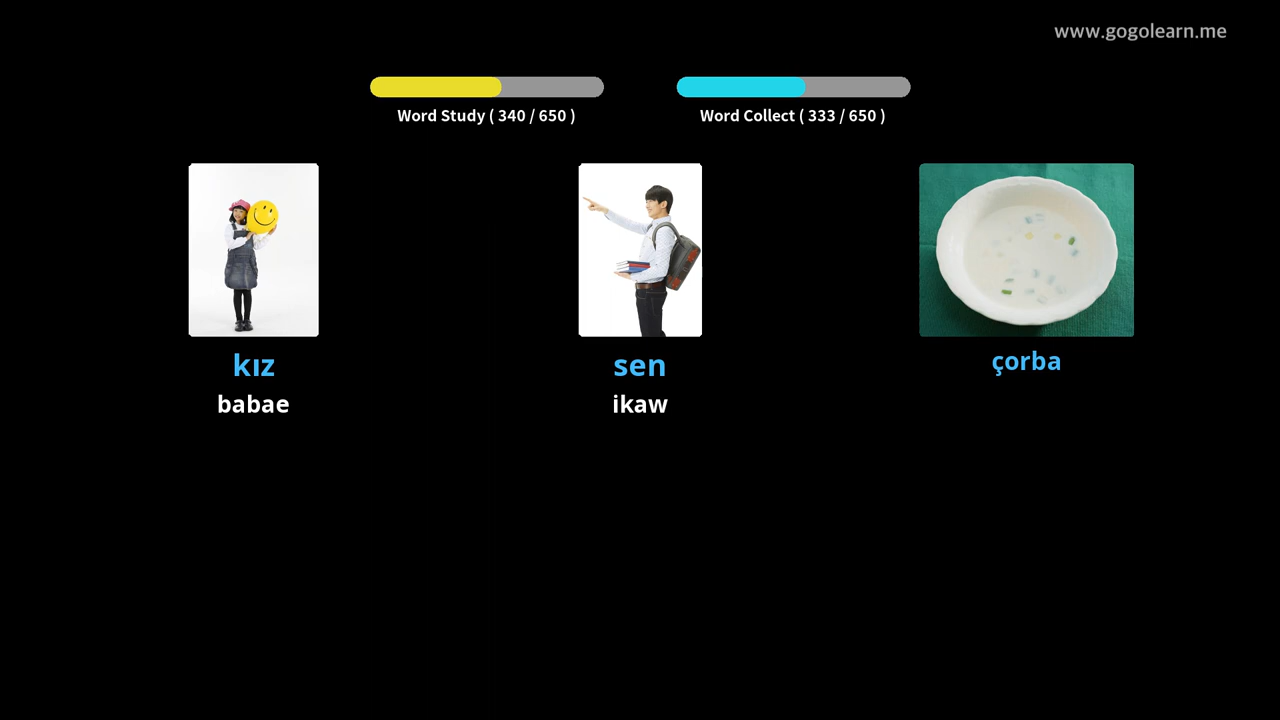 www.gogolearn.me
Word Study ( 340 / 650 )
Word Collect ( 333 / 650 )
kız
babae
sen
ikaw
çorba